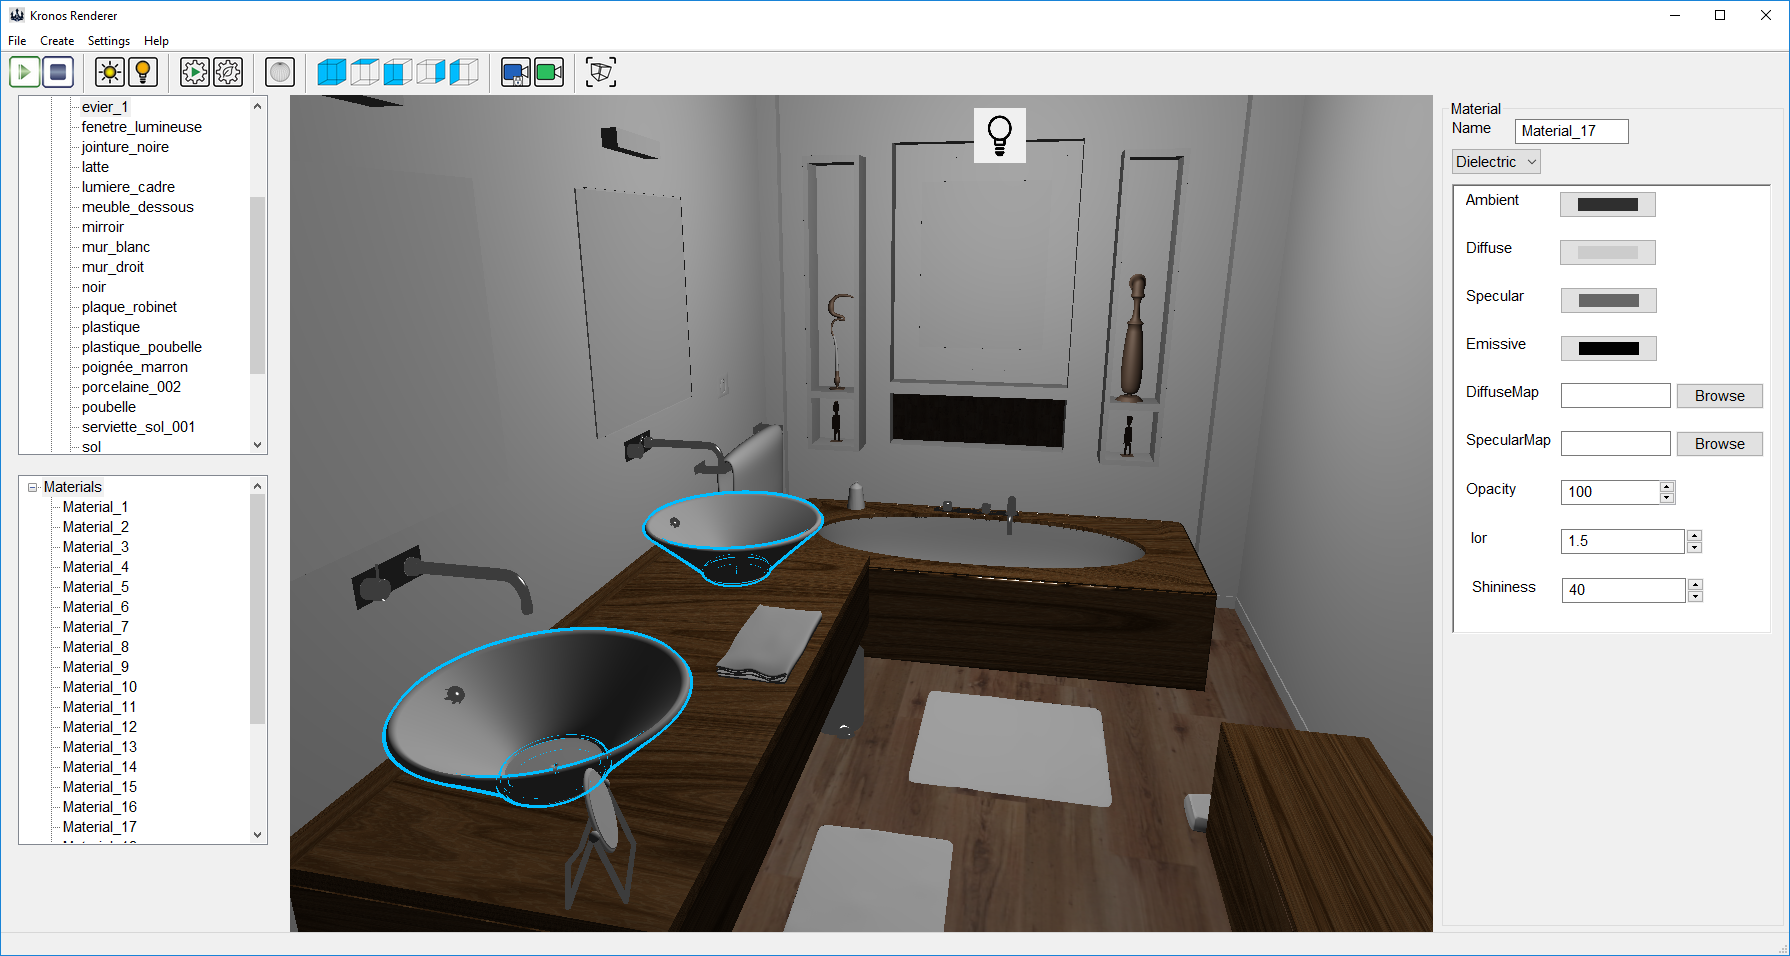 Kronos Renderer
File Create Settings Help
evier_1
fenetre_lumineuse
jointure_noire
latte
lumiere_cadre
meuble_dessous
mirroir
mur_blanc
mur_droit
noir
plaque_robinet
plastique
plastique_poubelle
poignée_marron
porcelaine_002
poubelle
serviette_sol_001
sol
Materials
Material_1
Material_2
Material_3
Material_4
Material_5
Material_6
Material_7
Material_8
Material_9
Material_10
Material_11
Material_12
Material_13
Material_14
Material_15
Material_16
Material_17
Material
Name Material_17
Dielectric
Ambient
Diffuse
Specular
Emissive
DiffuseMap Browse
SpecularMap Browse
Opacity 100
Ior 1.5
Shininess 40